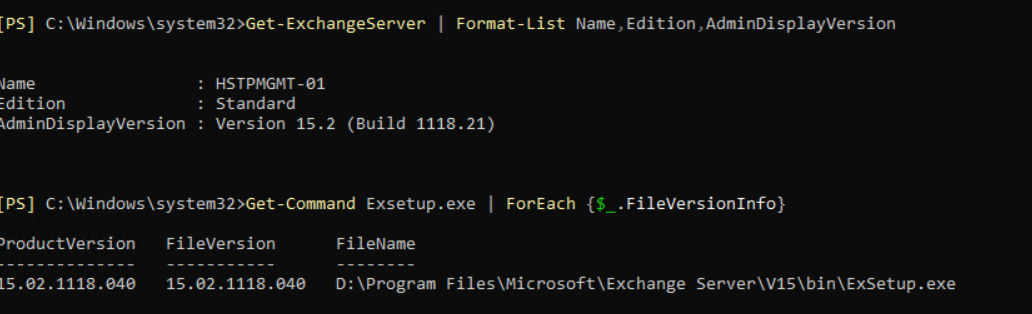 [PS] C:\Windows\system32>Get-ExchangeServer | Format-List Name,Edition,AdminDisplayVersion
Name : HSTPMGMT-01
Edition : Standard
AdminDisplayVersion : Version 15.2 (Build 1118.21)
[PS] C:\Windows\system32>Get-Command Exsetup.exe | ForEach {$_.FileVersionInfo}
ProductVersion FileVersion FileName
-------------- ----------- --------
15.02.1118.040 15.02.1118.040 D:\Program Files\Microsoft\Exchange Server\V15\bin\ExSetup.exe